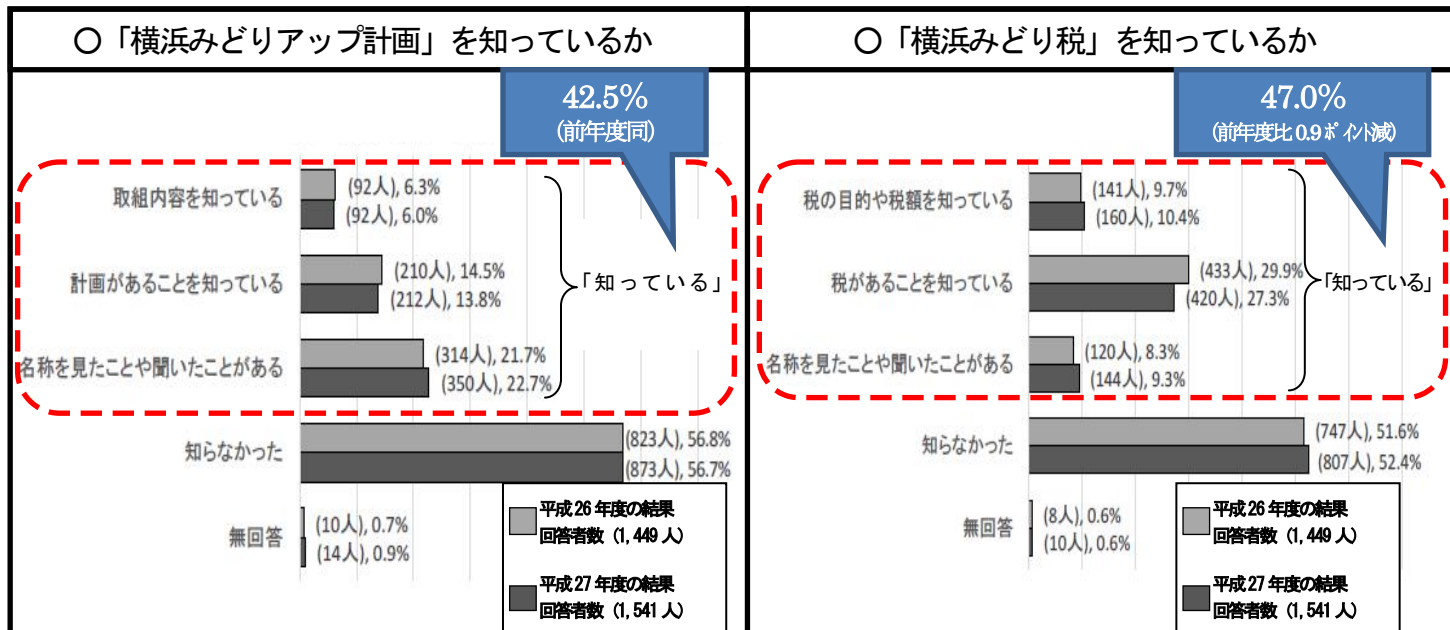 ○「横浜みどりアップ計画」を知っているか
42.5%
(前年度同)
取組内容を知っている
(92人), 6.3%
(92人), 6.0%
計画があることを知っている
(210人), 14.5%
(212人), 13.8%
「知っている」
名称を見たことや聞いたことがある
(314人), 21.7%
(350人), 22.7%
知らなかった
(823人), 56.8%
(873人), 56.7%
無回答
(10人), 0.7%
(14人), 0.9%
平成26年度の結果
回答者数(1,449人)
平成27年度の結果
回答者数(1,541人)
○「横浜みどり税」を知っているか
47.0%
(前年度比0.9ポイント減)
税の目的や税額を知っている
(141人), 9.7%
(160人), 10.4%
税があることを知っている
(433人), 29.9%
(420人), 27.3%
「知っている」
名称を見たことや聞いたことがある
(120人), 8.3%
(144人), 9.3%
知らなかった
(747人), 51.6%
(807人), 52.4%
無回答
(8人), 0.6%
(10人), 0.6%
平成26年度の結果
回答者数(1,449人)
平成27年度の結果
回答者数(1,541人)